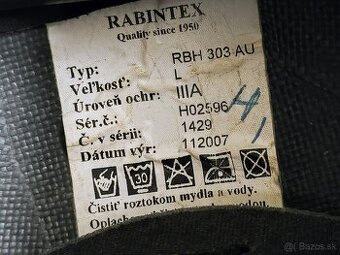 RABINTEX
Quality since 1950
Typ: RBH 303 AU
Veľkosť: L
Úroveň ochr: IIIA
Sér.č.: H02596
Č. v sérii: 1429
Dátum výr: 112007
30
Čistiť roztokom mýdla a vody.
bazos.sk